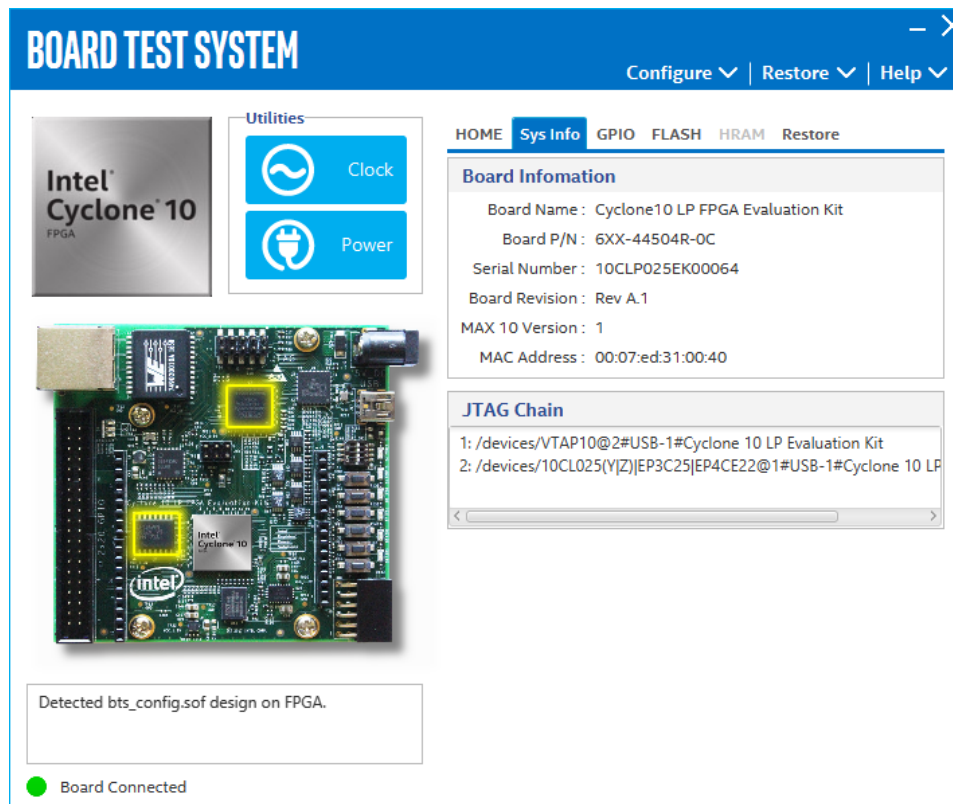 BOARD TEST SYSTEM
Configure
Restore
Help
Intel
Cyclone 10
FPGA
Utilities
Clock
Power
HOME
Sys Info
GPIO
FLASH
HRAM
Restore
Board Infomation
Board Name : Cyclone10 LP FPGA Evaluation Kit
Board P/N : 6XX-44504R-0C
Serial Number : 10CLP025EK00064
Board Revision : Rev A.1
MAX 10 Version : 1
MAC Address : 00:07:ed:31:00:40
JTAG Chain
1: /devices/VTAP10@2#USB-1#Cyclone 10 LP Evaluation Kit
2: /devices/10CL025(Y|Z)|EP3C25|EP4CE22@1#USB-1#Cyclone 10 LP
WE
Intel
Cyclone 10
intel
Detected bts_config.sof design on FPGA.
Board Connected